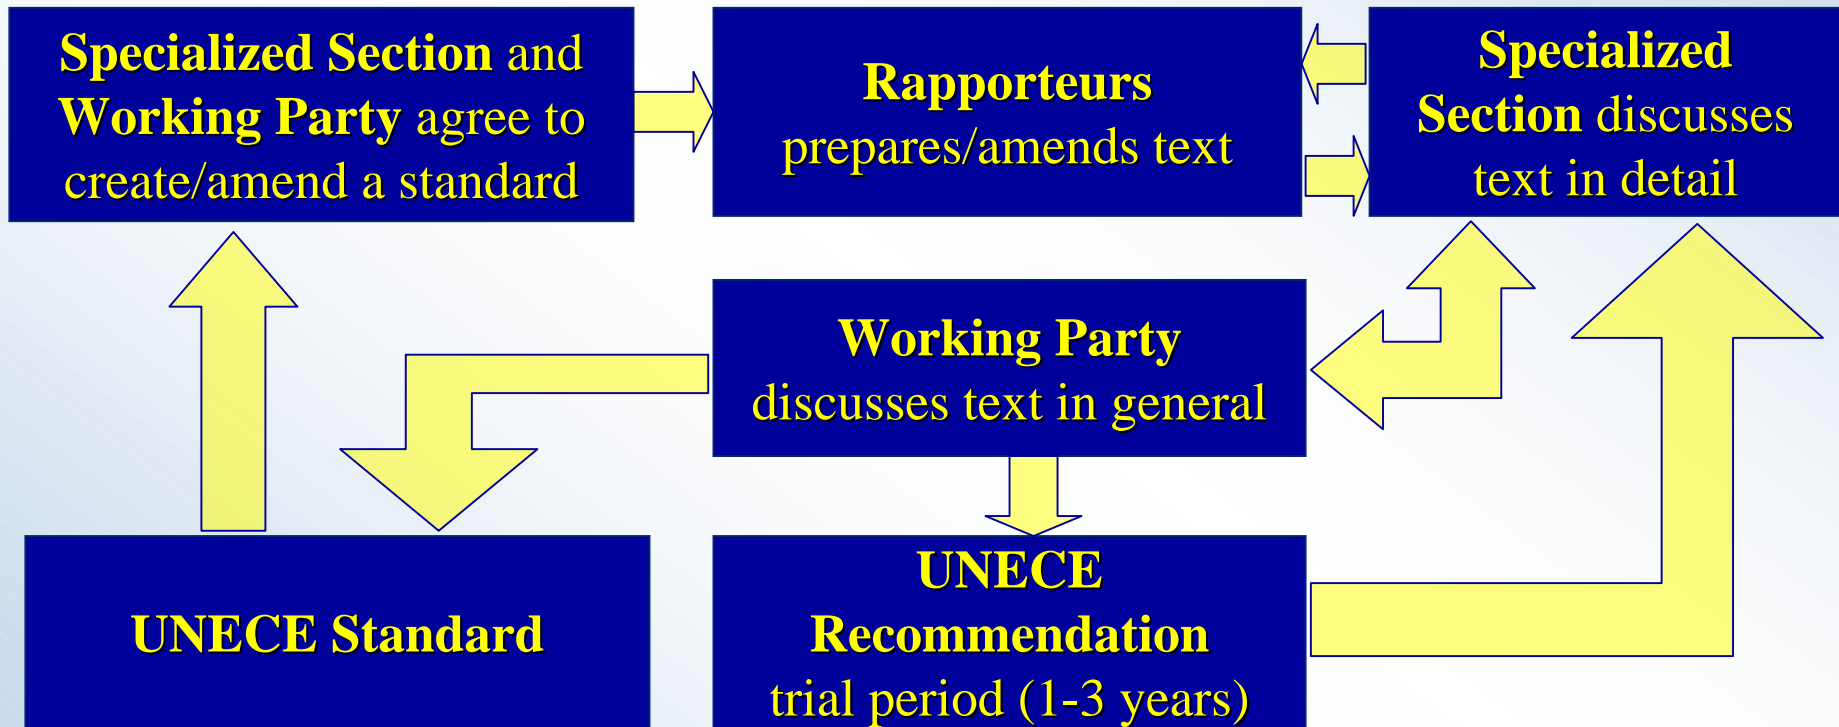 Specialized Section and
Working Party agree to
create/amend a standard
Rapporteurs
prepares/amends text
Specialized
Section discusses
text in detail
Working Party
discusses text in general
UNECE Standard
UNECE
Recommendation
trial period (1-3 years)